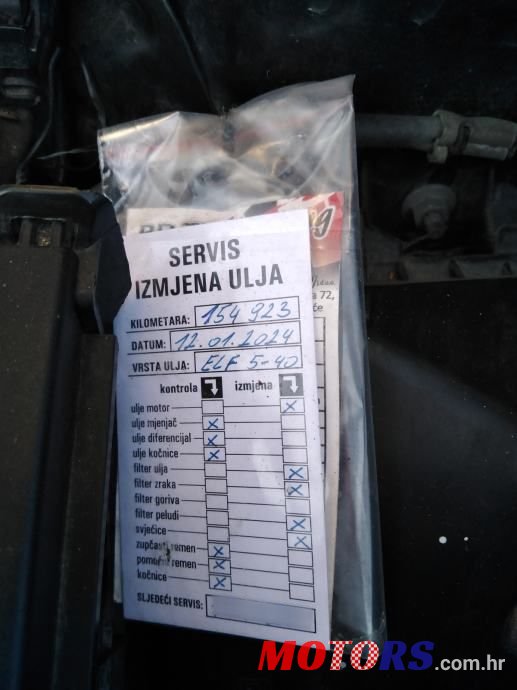 SERVIS
IZMJENA ULJA
KILOMETARA: 154 923
DATUM: 12.01.2024
VRSTA ULJA: ELF 5-40
kontrola izmjena
ulje motor
ulje mjenjač
ulje diferencijal
ulje kočnice
filter ulja
filter zraka
filter goriva
filter peludi
svjećice
zupčasti remen
pomoćni remen
kočnice
SLJEDEĆI SERVIS:
a 72,
MOTORS.com.hr